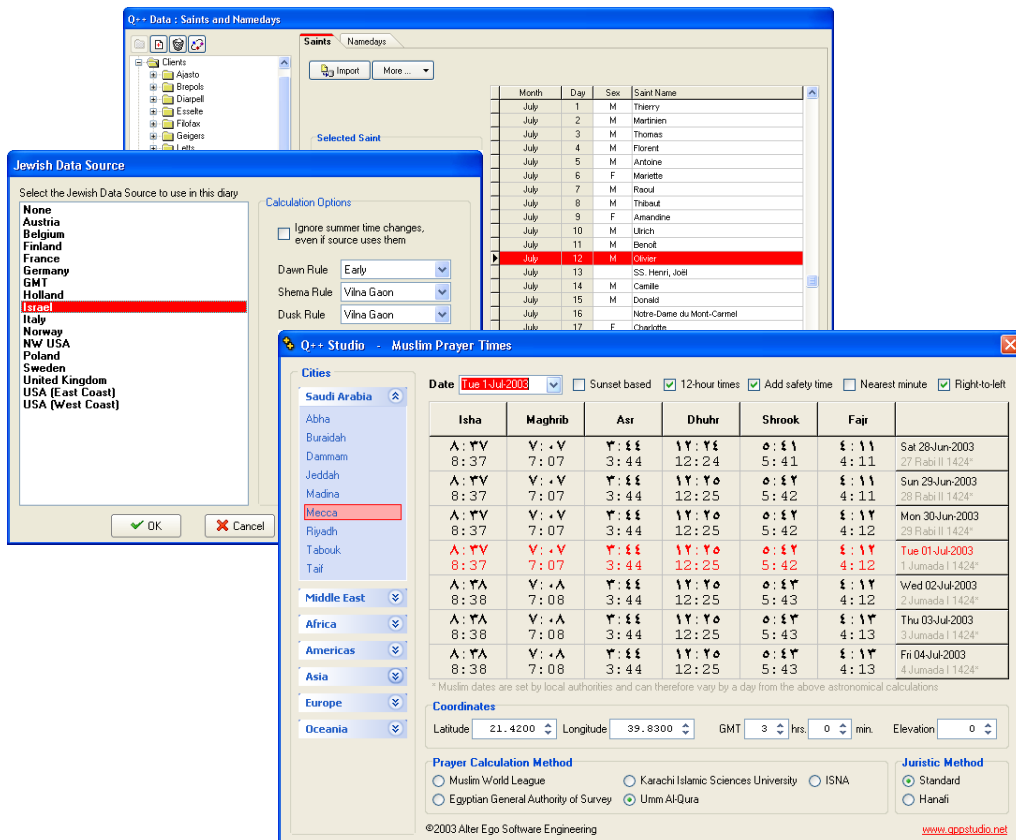 Q++ Data : Saints and Namedays
Saints Namedays
Clients
Ajasto
Brepols
Diarpell
Esselte
Filofax
Geigers
Letts
Import More ...
Selected Saint
Month Day Sex Saint Name
July 1 M Thierry
July 2 M Martinien
July 3 M Thomas
July 4 M Florent
July 5 M Antoine
July 6 F Mariette
July 7 M Raoul
July 8 M Thibaut
July 9 F Amandine
July 10 M Ulrich
July 11 M Benoît
July 12 M Olivier
July 13 SS. Henri, Joël
July 14 M Camille
July 15 M Donald
July 16 Notre-Dame du Mont-Carmel
July 17 F Charlotte
Jewish Data Source
Select the Jewish Data Source to use in this diary
None
Austria
Belgium
Finland
France
Germany
GMT
Holland
Israel
Italy
Norway
NW USA
Poland
Sweden
United Kingdom
USA (East Coast)
USA (West Coast)
Calculation Options
Ignore summer time changes,
even if source uses them
Dawn Rule Early
Shema Rule Vilna Gaon
Dusk Rule Vilna Gaon
OK Cancel
Q++ Studio - Muslim Prayer Times
Cities
Saudi Arabia
Abha
Buraidah
Dammam
Jeddah
Madina
Mecca
Riyadh
Tabouk
Taif
Middle East
Africa
Americas
Asia
Europe
Oceania
Date Tue 1-Jul-2003 Sunset based 12-hour times Add safety time Nearest minute Right-to-left
Isha Maghrib Asr Dhuhr Shrook Fajr
٨:٣٧ ٧:٠٧ ٣:٤٤ ١٢:٢٤ ٥:٤١ ٤:١١ Sat 28-Jun-2003
8:37 7:07 3:44 12:24 5:41 4:11 27 Rabi II 1424*
٨:٣٧ ٧:٠٧ ٣:٤٤ ١٢:٢٥ ٥:٤٢ ٤:١١ Sun 29-Jun-2003
8:37 7:07 3:44 12:25 5:42 4:11 28 Rabi II 1424*
٨:٣٧ ٧:٠٧ ٣:٤٤ ١٢:٢٥ ٥:٤٢ ٤:١٢ Mon 30-Jun-2003
8:37 7:07 3:44 12:25 5:42 4:12 29 Rabi II 1424*
٨:٣٧ ٧:٠٧ ٣:٤٤ ١٢:٢٥ ٥:٤٢ ٤:١٢ Tue 01-Jul-2003
8:37 7:07 3:44 12:25 5:42 4:12 1 Jumada I 1424*
٨:٣٨ ٧:٠٨ ٣:٤٤ ١٢:٢٥ ٥:٤٣ ٤:١٢ Wed 02-Jul-2003
8:38 7:08 3:44 12:25 5:43 4:12 2 Jumada I 1424*
٨:٣٨ ٧:٠٨ ٣:٤٤ ١٢:٢٥ ٥:٤٣ ٤:١٣ Thu 03-Jul-2003
8:38 7:08 3:44 12:25 5:43 4:13 3 Jumada I 1424*
٨:٣٨ ٧:٠٨ ٣:٤٤ ١٢:٢٥ ٥:٤٣ ٤:١٣ Fri 04-Jul-2003
8:38 7:08 3:44 12:25 5:43 4:13 4 Jumada I 1424*
* Muslim dates are set by local authorities and can therefore vary by a day from the above astronomical calculations
Coordinates
Latitude 21.4200 Longitude 39.8300 GMT 3 hrs. 0 min. Elevation 0
Prayer Calculation Method
Muslim World League Karachi Islamic Sciences University ISNA
Egyptian General Authority of Survey Umm Al-Qura
Juristic Method
Standard
Hanafi
©2003 Alter Ego Software Engineering
www.qppstudio.net